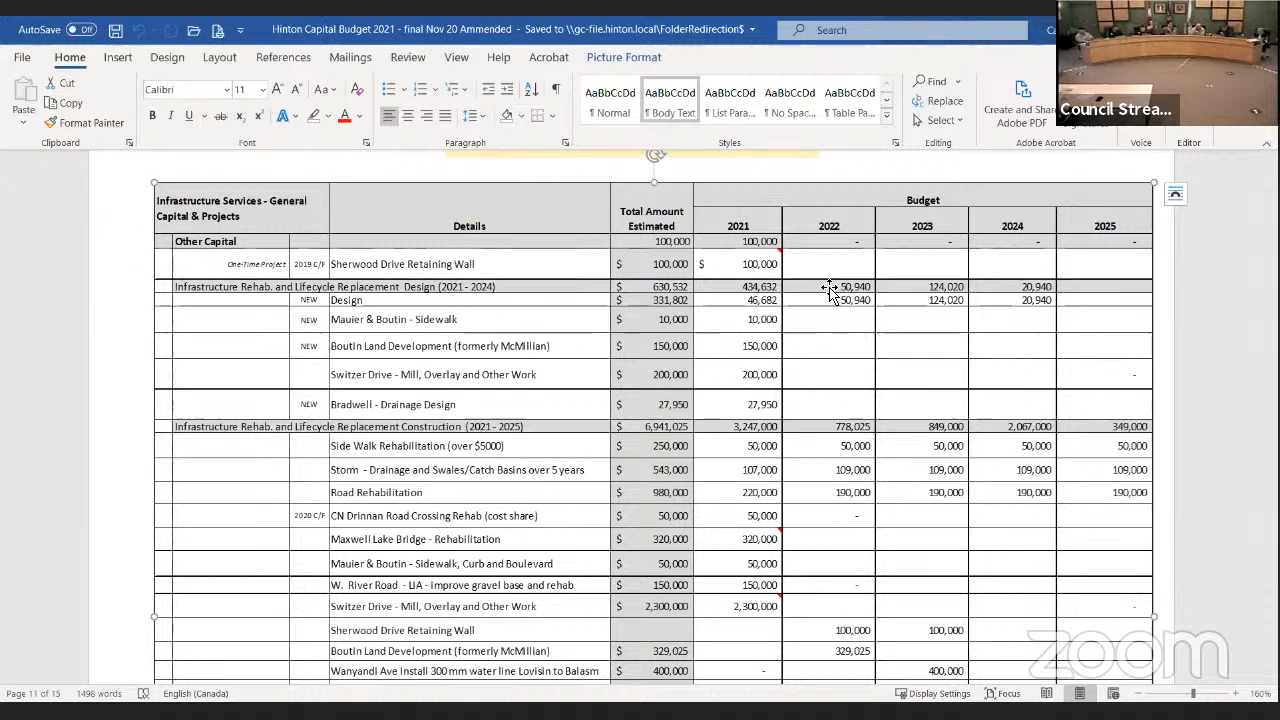 AutoSave Off Hinton Capital Budget 2021 - final Nov 20 Ammended - Saved to \\gc-file.hinton.local\FolderRedirection$ Search
File Home Insert Design Layout References Mailings Review View Help Acrobat Picture Format
Paste Cut Copy Format Painter
Calibri 11
AaBbCcDd AaBbCcDd AaBbCcDd AaBbCcDd AaBbCcDd
¶ Normal ¶ Body Text ¶ List Para... ¶ No Spac... ¶ Table Pa...
Find Replace Select
Create and Share Adobe PDF
Council Strea...
Clipboard Font Paragraph Styles Editing Voice Editor
Infrastructure Services - General Capital & Projects Details Total Amount Estimated Budget
2021 2022 2023 2024 2025
Other Capital 100,000 100,000 - - - -
One-Time Project 2019 C/F Sherwood Drive Retaining Wall $ 100,000 $ 100,000
Infrastructure Rehab. and Lifecycle Replacement Design (2021 - 2024) $ 630,532 434,632 50,940 124,020 20,940
NEW Design $ 331,802 46,682 50,940 124,020 20,940
NEW Mauier & Boutin - Sidewalk $ 10,000 10,000
NEW Boutin Land Development (formerly McMillian) $ 150,000 150,000
Switzer Drive - Mill, Overlay and Other Work $ 200,000 200,000 -
NEW Bradwell - Drainage Design $ 27,950 27,950
Infrastructure Rehab. and Lifecycle Replacement Construction (2021 - 2025) $ 6,941,025 3,247,000 778,025 849,000 2,067,000 349,000
Side Walk Rehabilitation (over $5000) $ 250,000 50,000 50,000 50,000 50,000 50,000
Storm - Drainage and Swales/Catch Basins over 5 years $ 543,000 107,000 109,000 109,000 109,000 109,000
Road Rehabilitation $ 980,000 220,000 190,000 190,000 190,000 190,000
2020 C/F CN Drinnan Road Crossing Rehab (cost share) $ 50,000 50,000 -
Maxwell Lake Bridge - Rehabilitation $ 320,000 320,000
Mauier & Boutin - Sidewalk, Curb and Boulevard $ 50,000 50,000
W. River Road - LIA - Improve gravel base and rehab $ 150,000 150,000 -
Switzer Drive - Mill, Overlay and Other Work $ 2,300,000 2,300,000 -
Sherwood Drive Retaining Wall 100,000 100,000
Boutin Land Development (formerly McMillian) $ 329,025 329,025
Wanyandi Ave Install 300mm water line Lovisin to Balasm $ 400,000 - 400,000
zoom
Page 11 of 15 1498 words English (Canada) Display Settings Focus 160%